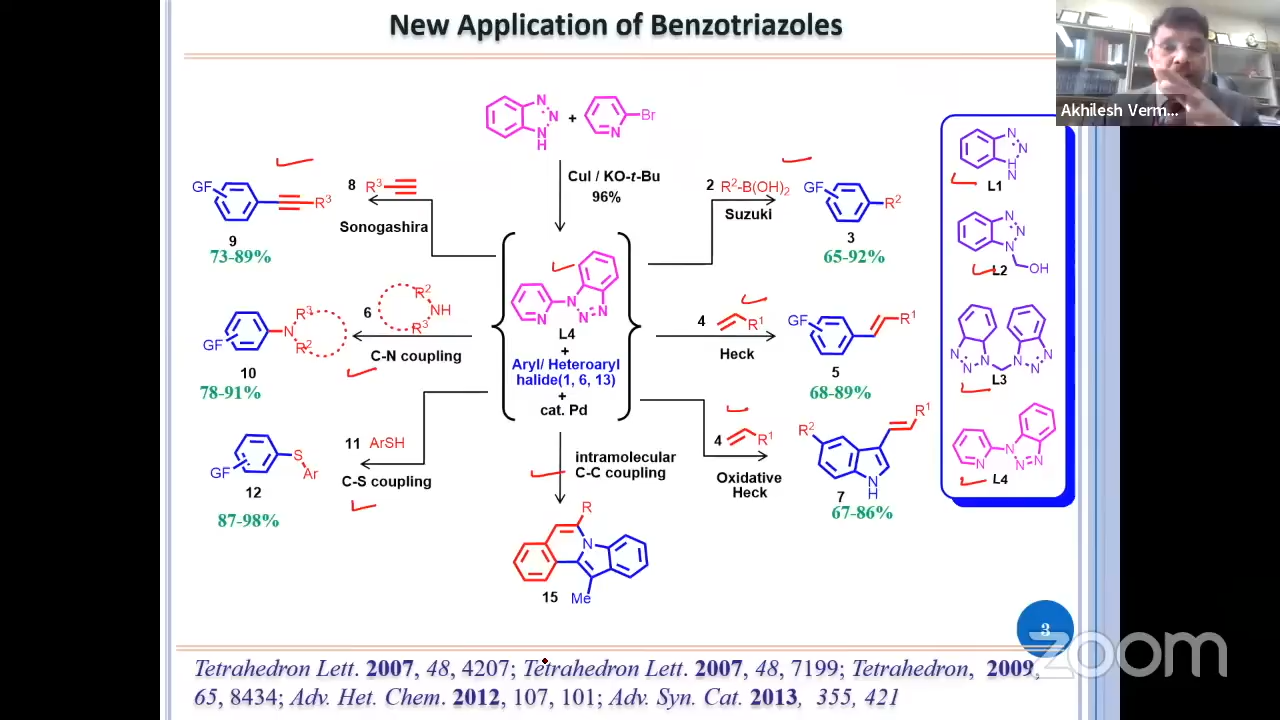 New Application of Benzotriazoles
Akhilesh Verm...
N
N
N
H
+
N
Br
CuI / KO-t-Bu
96%
GF
R3
9
73-89%
8 R3
Sonogashira
2 R2-B(OH)2
Suzuki
GF
R2
3
65-92%
N
N
N
N
L4
+
Aryl/ Heteroaryl
halide(1, 6, 13)
+
cat. Pd
6
R2
NH
R3
C-N coupling
R3
N
R2
GF
10
78-91%
4 R1
Heck
GF
R1
5
68-89%
11 ArSH
C-S coupling
S
Ar
GF
12
87-98%
intramolecular
C-C coupling
4 R1
Oxidative
Heck
R2
R1
N
H
7
67-86%
R
N
15 Me
N
N
H
N
L1
N
N
N
OH
L2
N
N
N
N
N
N
L3
N
N
N
N
L4
3
zoom
Tetrahedron Lett. 2007, 48, 4207; Tetrahedron Lett. 2007, 48, 7199; Tetrahedron, 2009,
65, 8434; Adv. Het. Chem. 2012, 107, 101; Adv. Syn. Cat. 2013, 355, 421